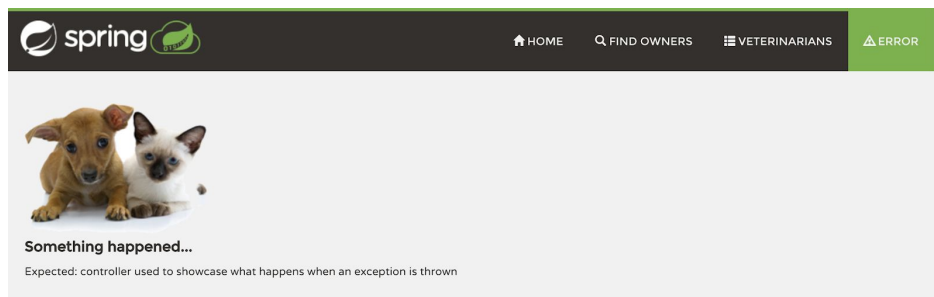 spring
HOME
FIND OWNERS
VETERINARIANS
ERROR
Something happened...
Expected: controller used to showcase what happens when an exception is thrown